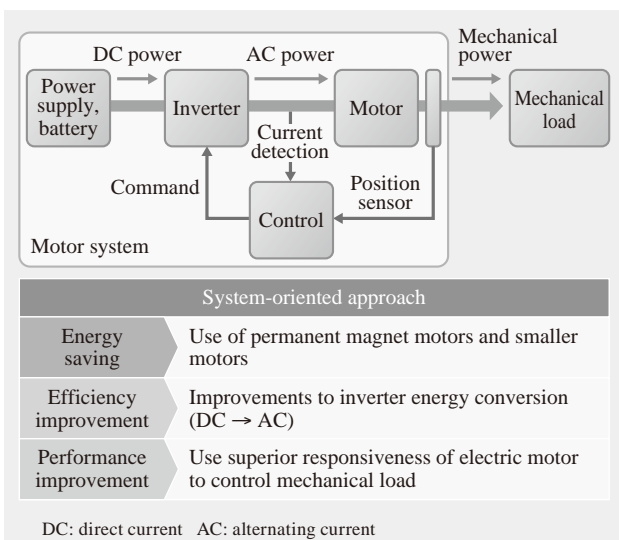 DC power
AC power
Mechanical
power
Power
supply,
battery
Inverter
Motor
Mechanical
load
Current
detection
Command
Position
sensor
Control
Motor system
System-oriented approach
Energy
saving
Use of permanent magnet motors and smaller
motors
Efficiency
improvement
Improvements to inverter energy conversion
(DC → AC)
Performance
improvement
Use superior responsiveness of electric motor
to control mechanical load
DC: direct current AC: alternating current